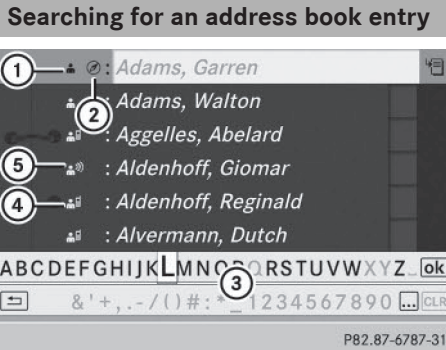 Searching for an address book entry
1 : Adams, Garren
2 : Adams, Walton
: Aggelles, Abelard
5 : Aldenhoff, Giomar
4 : Aldenhoff, Reginald
: Alvermann, Dutch
ABCDEFGHIJKLMNOPQRSTUVWXYZ_ ok
3
&'+,.-/()#:*_1234567890 ... CLR
P82.87-6787-31